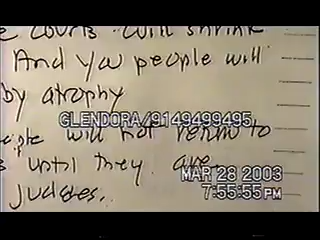 courts will shrink
And you people will
by atrophy
GLENDORA/9149499495
will not return to
until they are
MAR 28 2003
judges.
7:55:55 PM